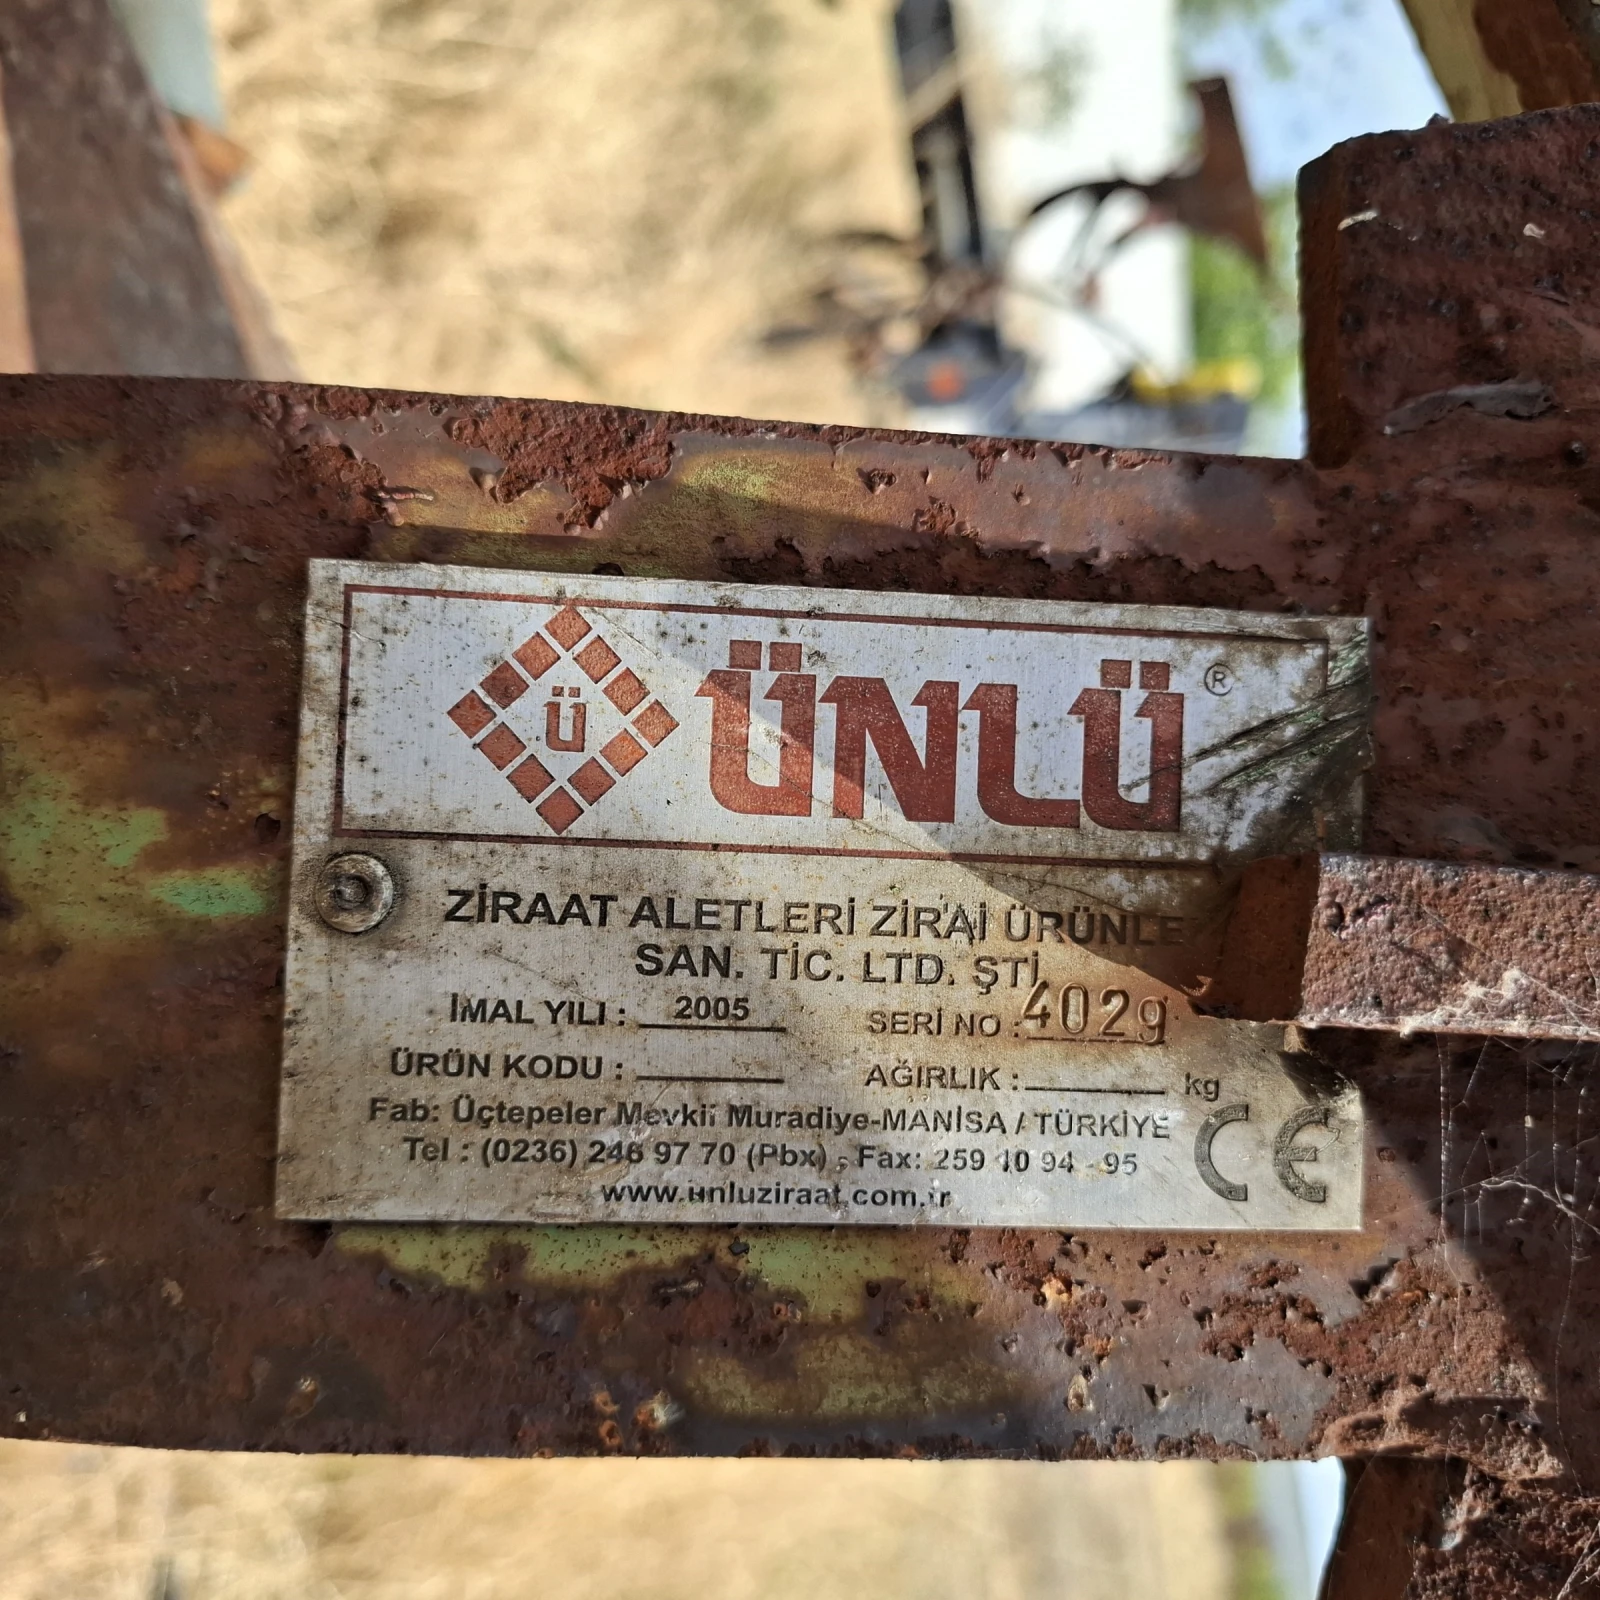 Ü ÜNLÜ ®
ZİRAAT ALETLERİ ZİRAİ ÜRÜNLE
SAN. TİC. LTD. ŞTİ.
İMAL YILI : 2005 SERİ NO : 4029
ÜRÜN KODU : AĞIRLIK : kg
Fab: Üçtepeler Mevkii Muradiye-MANİSA / TÜRKİYE
Tel : (0236) 246 97 70 (Pbx) , Fax: 259 10 94 - 95
www.unluziraat.com.tr
CE